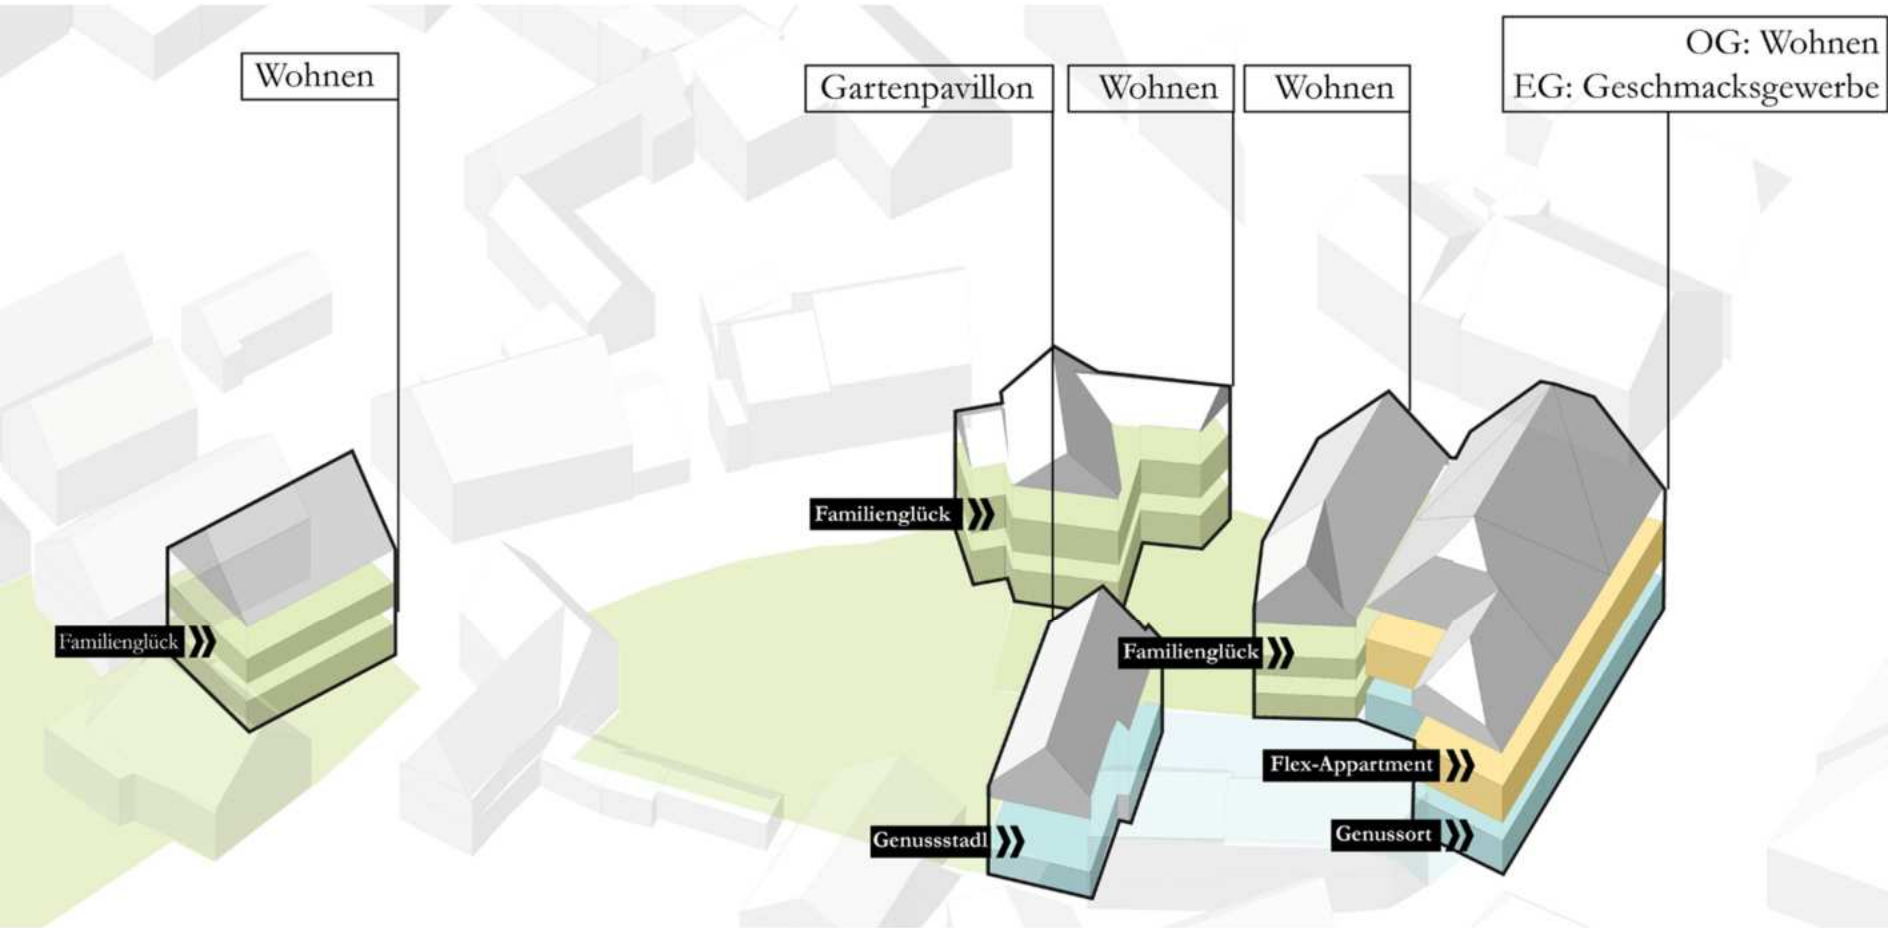 Wohnen
Gartenpavillon
Wohnen
Wohnen
OG: Wohnen
EG: Geschmacksgewerbe
Familienglück
Familienglück
Familienglück
Flex-Appartment
Genussstadl
Genussort